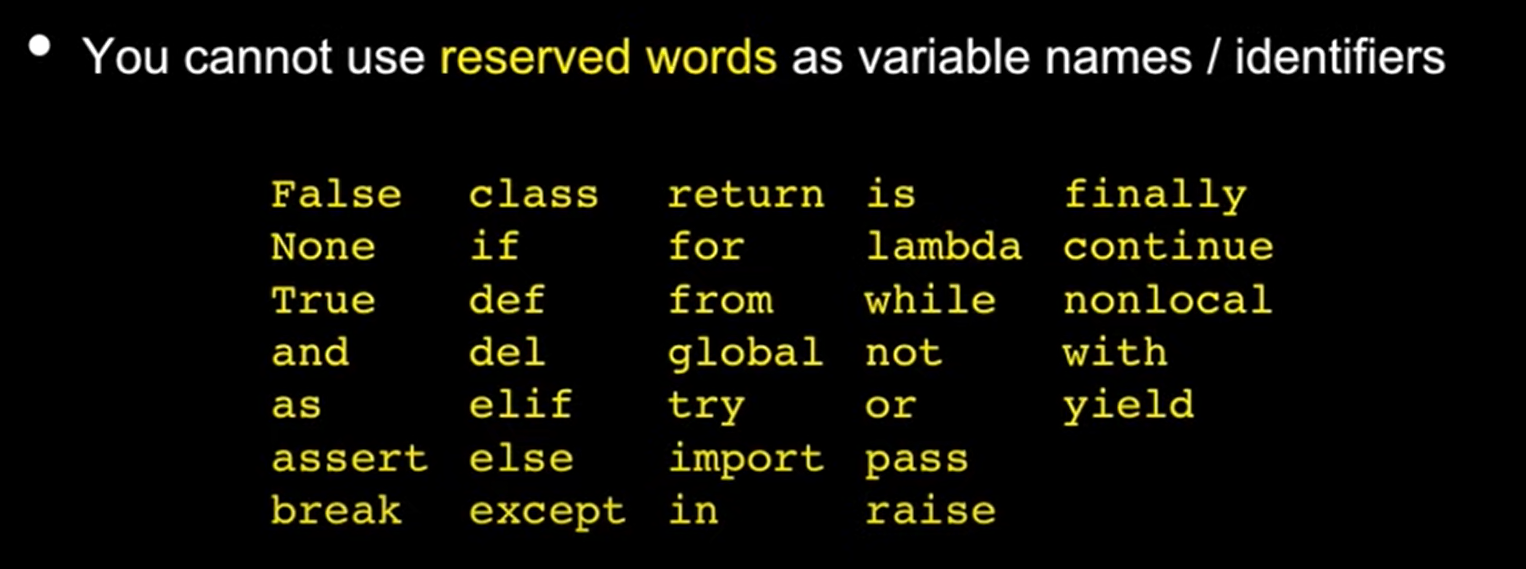 • You cannot use reserved words as variable names / identifiers
False class return is finally
None if for lambda continue
True def from while nonlocal
and del global not with
as elif try or yield
assert else import pass
break except in raise